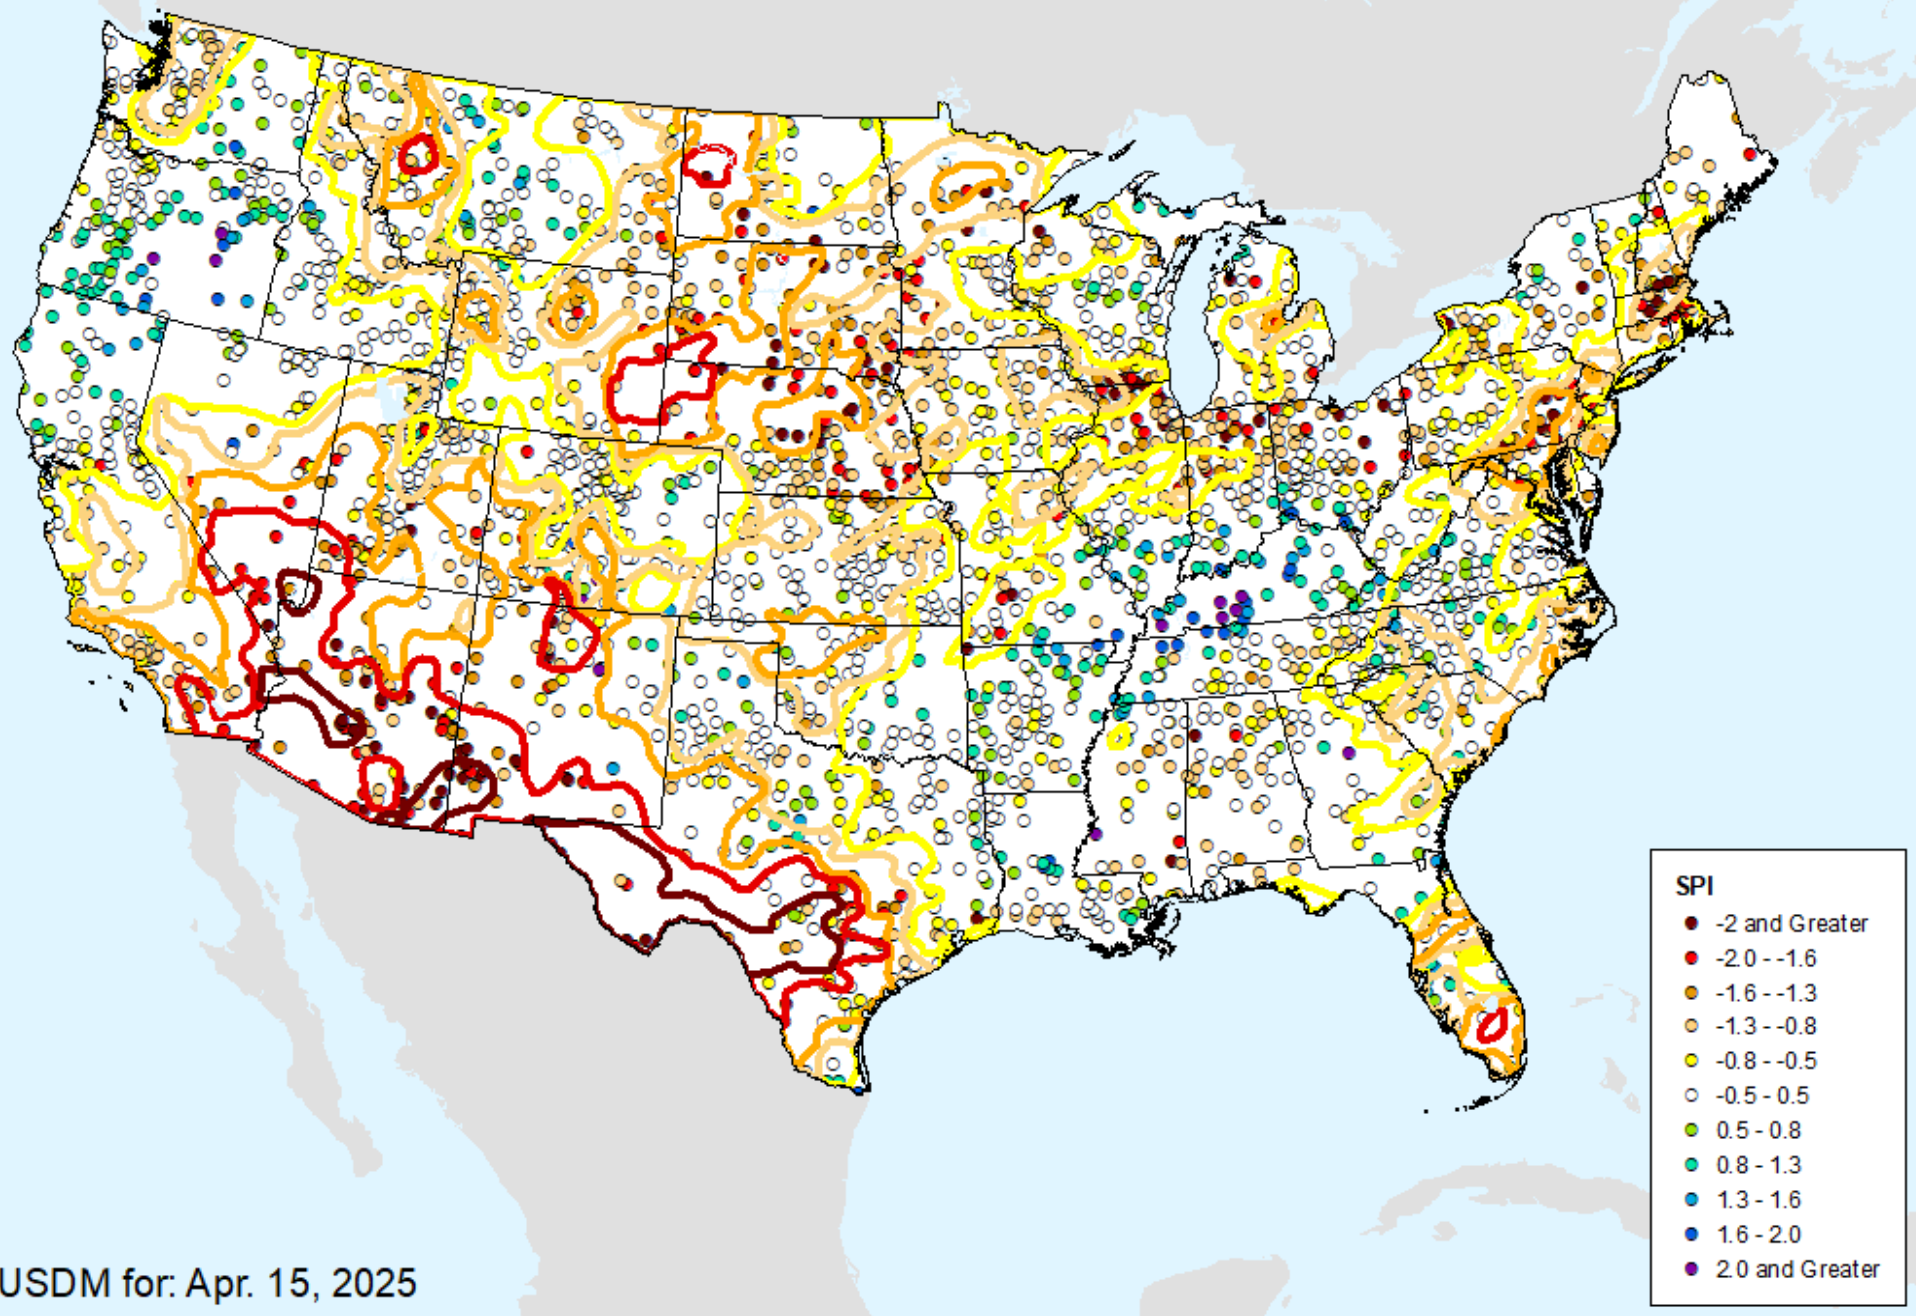 SPI
-2 and Greater
-2.0 - -1.6
-1.6 - -1.3
-1.3 - -0.8
-0.8 - -0.5
-0.5 - 0.5
0.5 - 0.8
0.8 - 1.3
1.3 - 1.6
1.6 - 2.0
2.0 and Greater
USDM for: Apr. 15, 2025